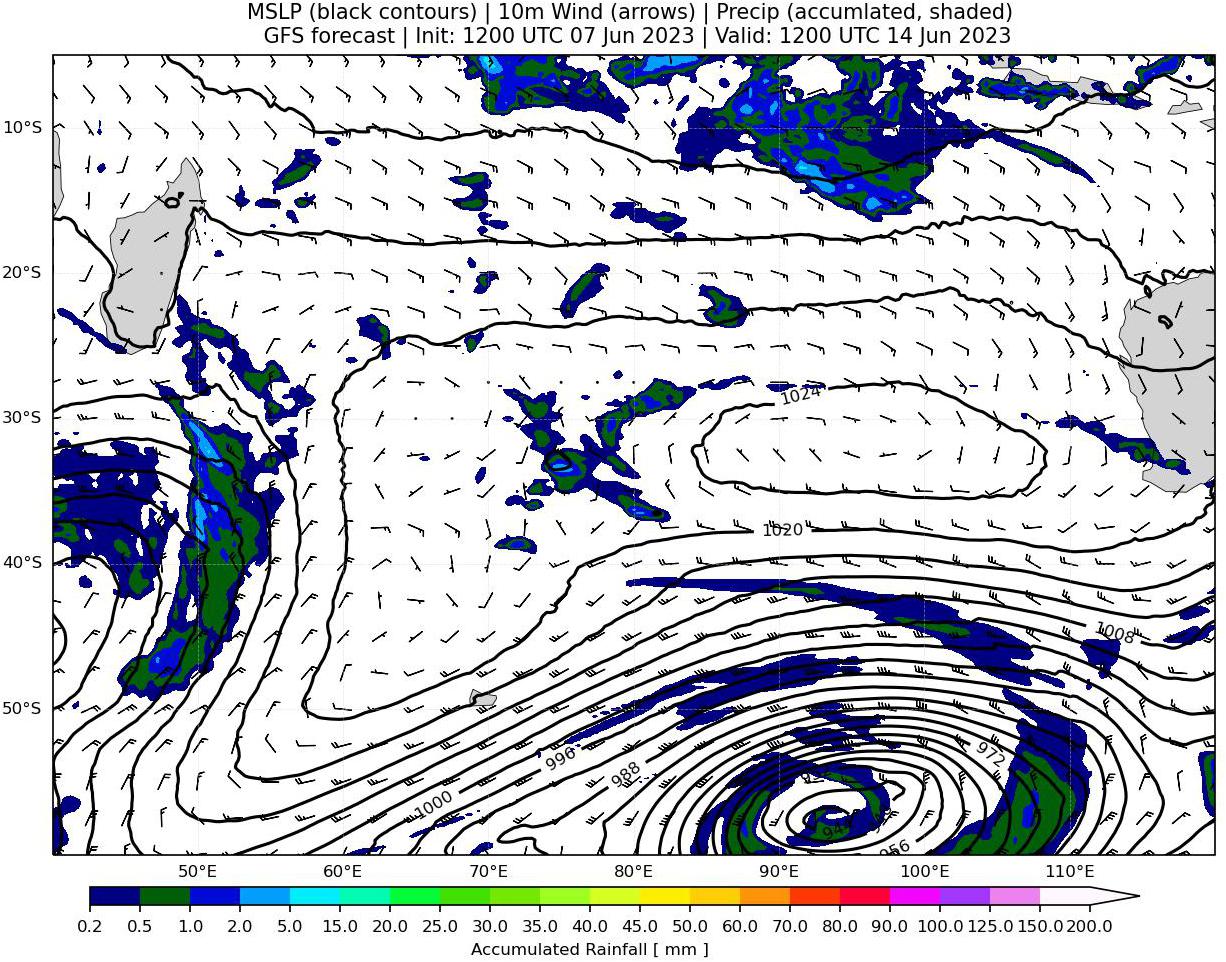 MSLP (black contours) | 10m Wind (arrows) | Precip (accumlated, shaded)
GFS forecast | Init: 1200 UTC 07 Jun 2023 | Valid: 1200 UTC 14 Jun 2023
10°S
20°S
1024
30°S
1020
40°S
1008
50°S
996
988
972
1000
944
956
50°E 60°E 70°E 80°E 90°E 100°E 110°E
0.2 0.5 1.0 2.0 5.0 10.0 15.0 20.0 25.0 30.0 35.0 40.0 45.0 50.0 60.0 70.0 80.0 90.0 100.0 125.0 150.0 200.0
Accumulated Rainfall [ mm ]